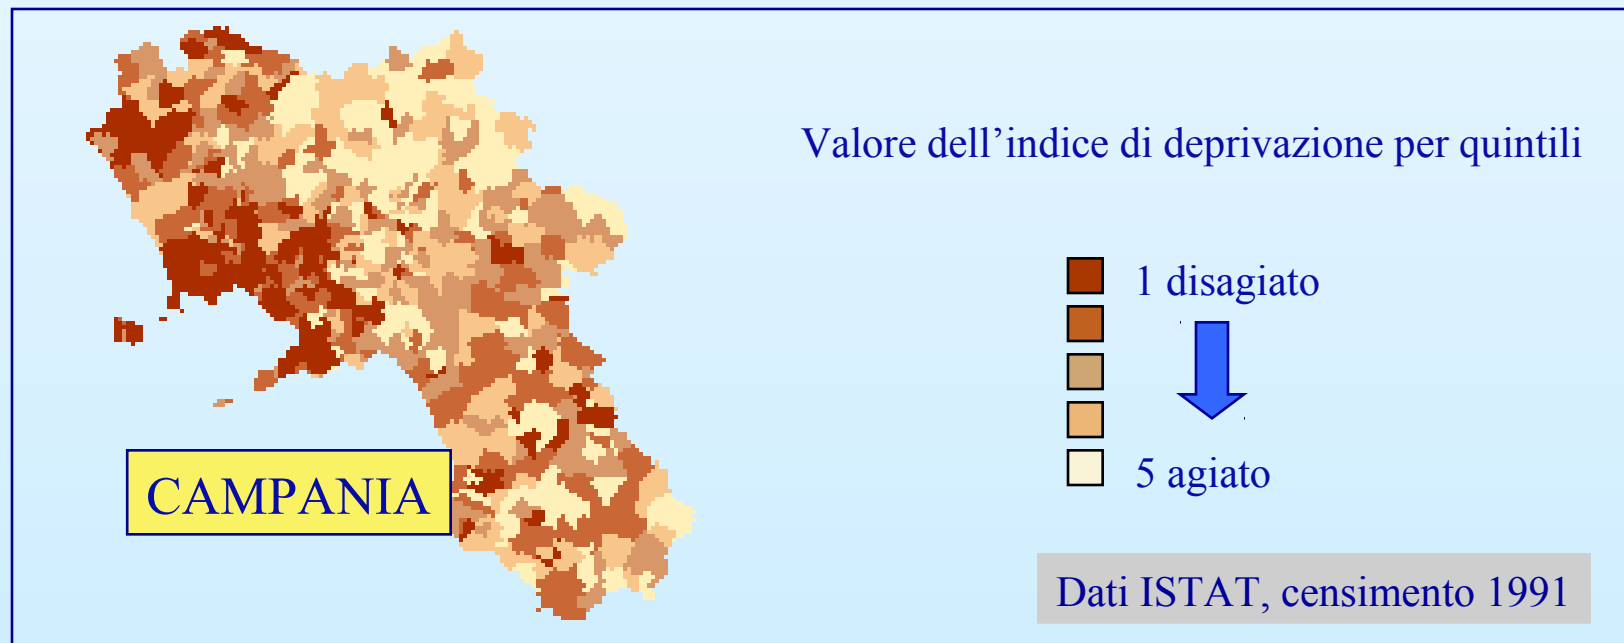 Valore dell’indice di deprivazione per quintili
1 disagiato
5 agiato
CAMPANIA
Dati ISTAT, censimento 1991